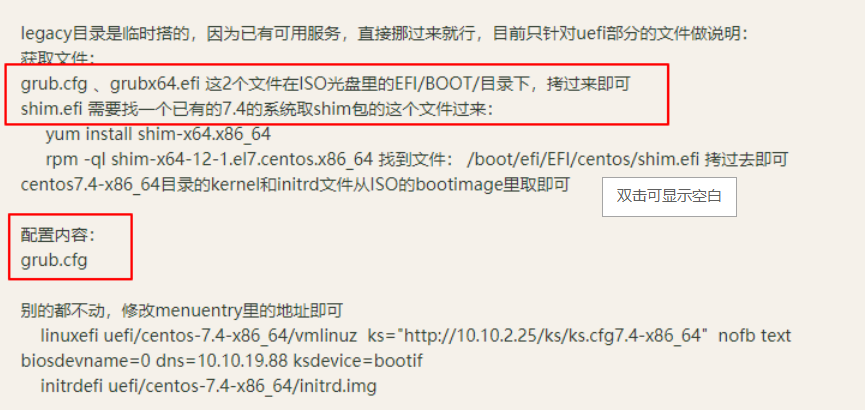 legacy目录是临时搭的，因为已有可用服务，直接挪过来就行，目前只针对uefi部分的文件做说明：
获取文件：
grub.cfg 、grubx64.efi 这2个文件在ISO光盘里的EFI/BOOT/目录下，拷过来即可
shim.efi 需要找一个已有的7.4的系统取shim包的这个文件过来：
yum install shim-x64.x86_64
rpm -ql shim-x64-12-1.el7.centos.x86_64 找到文件： /boot/efi/EFI/centos/shim.efi 拷过去即可
centos7.4-x86_64目录的kernel和initrd文件从ISO的bootimage里取即可
双击可显示空白
配置内容：
grub.cfg
别的都不动，修改menuentry里的地址即可
linuxefi uefi/centos-7.4-x86_64/vmlinuz ks="http://10.10.2.25/ks/ks.cfg7.4-x86_64" nofb text
biosdevname=0 dns=10.10.19.88 ksdevice=bootif
initrdefi uefi/centos-7.4-x86_64/initrd.img